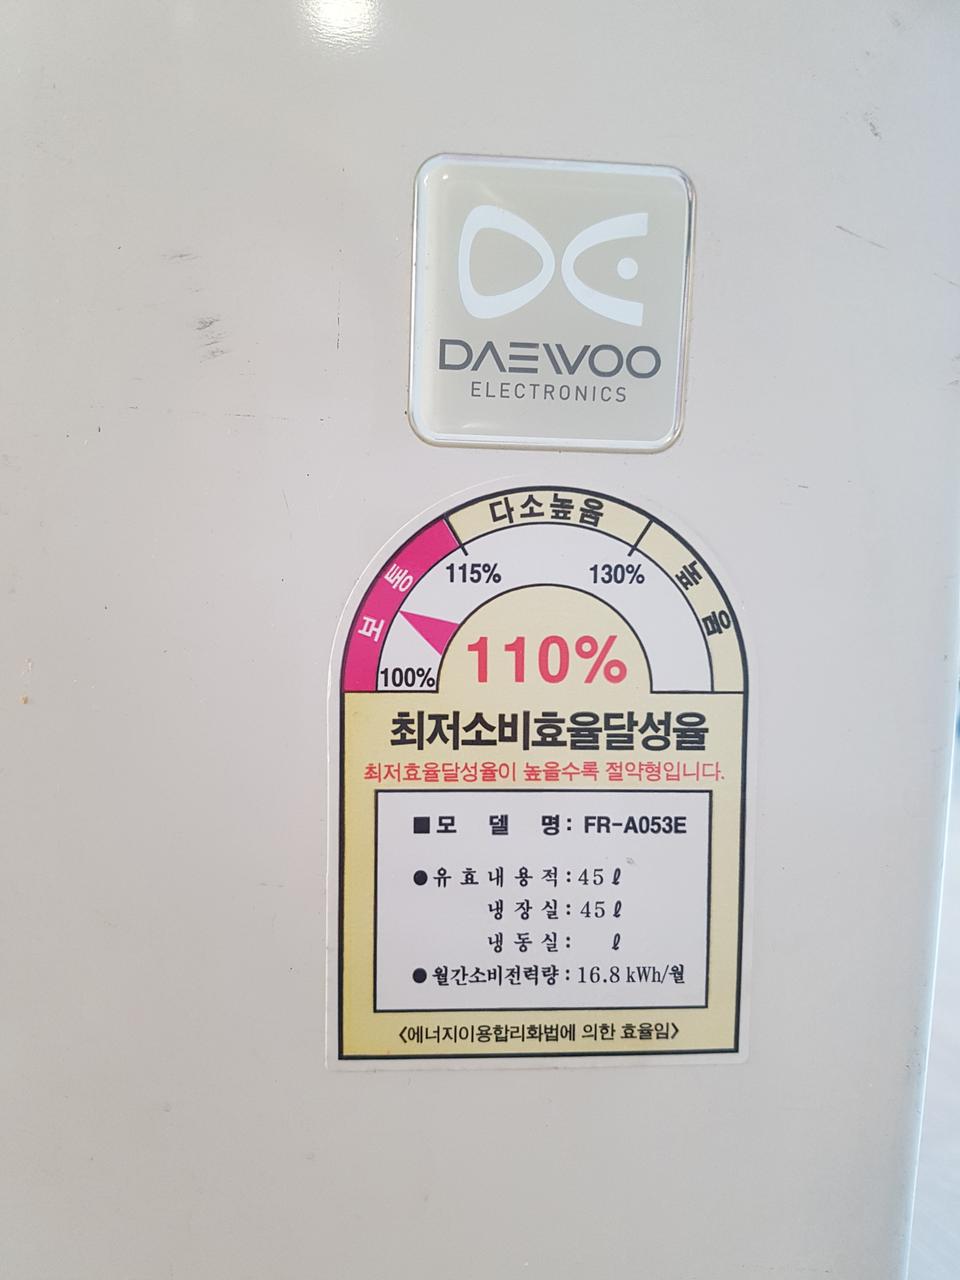 DAEWOO
ELECTRONICS
보통 다소높음 높음
115% 130%
100% 110%
최저소비효율달성율
최저효율달성율이 높을수록 절약형입니다.
■모 델 명: FR-A053E
●유효내용적: 45ℓ
냉장실: 45ℓ
냉동실: ℓ
●월간소비전력량: 16.8 kWh/월
〈에너지이용합리화법에 의한 효율임〉